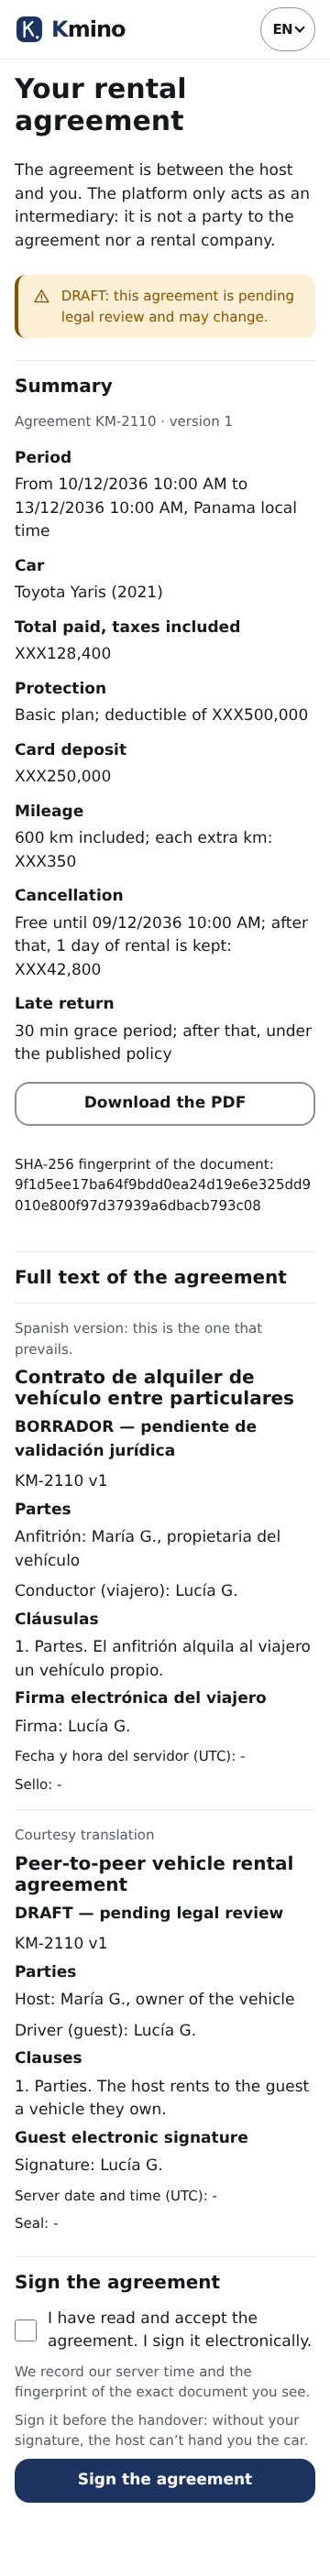 Kmino
EN
Your rental
agreement
The agreement is between the host
and you. The platform only acts as an
intermediary: it is not a party to the
agreement nor a rental company.
DRAFT: this agreement is pending
legal review and may change.
Summary
Agreement KM-2110 · version 1
Period
From 10/12/2036 10:00 AM to
13/12/2036 10:00 AM, Panama local
time
Car
Toyota Yaris (2021)
Total paid, taxes included
XXX128,400
Protection
Basic plan; deductible of XXX500,000
Card deposit
XXX250,000
Mileage
600 km included; each extra km:
XXX350
Cancellation
Free until 09/12/2036 10:00 AM; after
that, 1 day of rental is kept:
XXX42,800
Late return
30 min grace period; after that, under
the published policy
Download the PDF
SHA-256 fingerprint of the document:
9f1d5ee17ba64f9bdd0ea24d19e6e325dd9
010e800f97d37939a6dbacb793c08
Full text of the agreement
Spanish version: this is the one that
prevails.
Contrato de alquiler de
vehículo entre particulares
BORRADOR — pendiente de
validación jurídica
KM-2110 v1
Partes
Anfitrión: María G., propietaria del
vehículo
Conductor (viajero): Lucía G.
Cláusulas
1. Partes. El anfitrión alquila al viajero
un vehículo propio.
Firma electrónica del viajero
Firma: Lucía G.
Fecha y hora del servidor (UTC): -
Sello: -
Courtesy translation
Peer-to-peer vehicle rental
agreement
DRAFT — pending legal review
KM-2110 v1
Parties
Host: María G., owner of the vehicle
Driver (guest): Lucía G.
Clauses
1. Parties. The host rents to the guest
a vehicle they own.
Guest electronic signature
Signature: Lucía G.
Server date and time (UTC): -
Seal: -
Sign the agreement
I have read and accept the
agreement. I sign it electronically.
We record our server time and the
fingerprint of the exact document you see.
Sign it before the handover: without your
signature, the host can’t hand you the car.
Sign the agreement